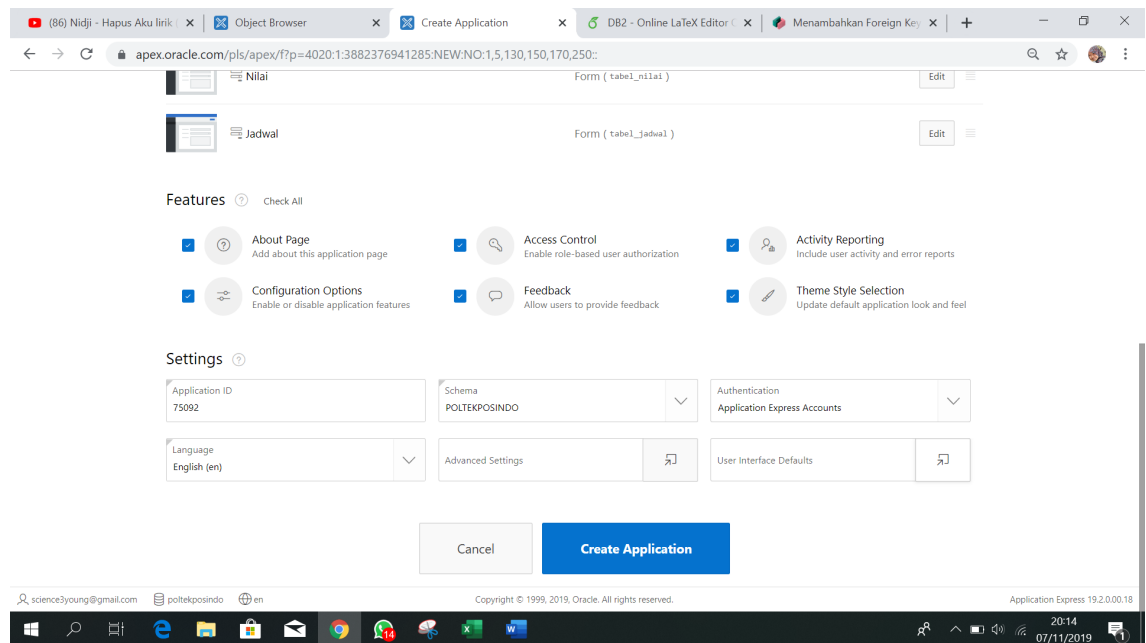 (86) Nidji - Hapus Aku lirik
Object Browser
Create Application
DB2 - Online LaTeX Editor
Menambahkan Foreign Key
apex.oracle.com/pls/apex/f?p=4020:1:3882376941285:NEW:NO:1,5,130,150,170,250::
Nilai
Form ( tabel_nilai )
Edit
Jadwal
Form ( tabel_jadwal )
Edit
Features
Check All
About Page
Add about this application page
Access Control
Enable role-based user authorization
Activity Reporting
Include user activity and error reports
Configuration Options
Enable or disable application features
Feedback
Allow users to provide feedback
Theme Style Selection
Update default application look and feel
Settings
Application ID
75092
Schema
POLTEKPOSINDO
Authentication
Application Express Accounts
Language
English (en)
Advanced Settings
User Interface Defaults
Cancel
Create Application
science3young@gmail.com
poltekposindo
en
Copyright © 1999, 2019, Oracle. All rights reserved.
Application Express 19.2.0.00.18
14
20:14
07/11/2019